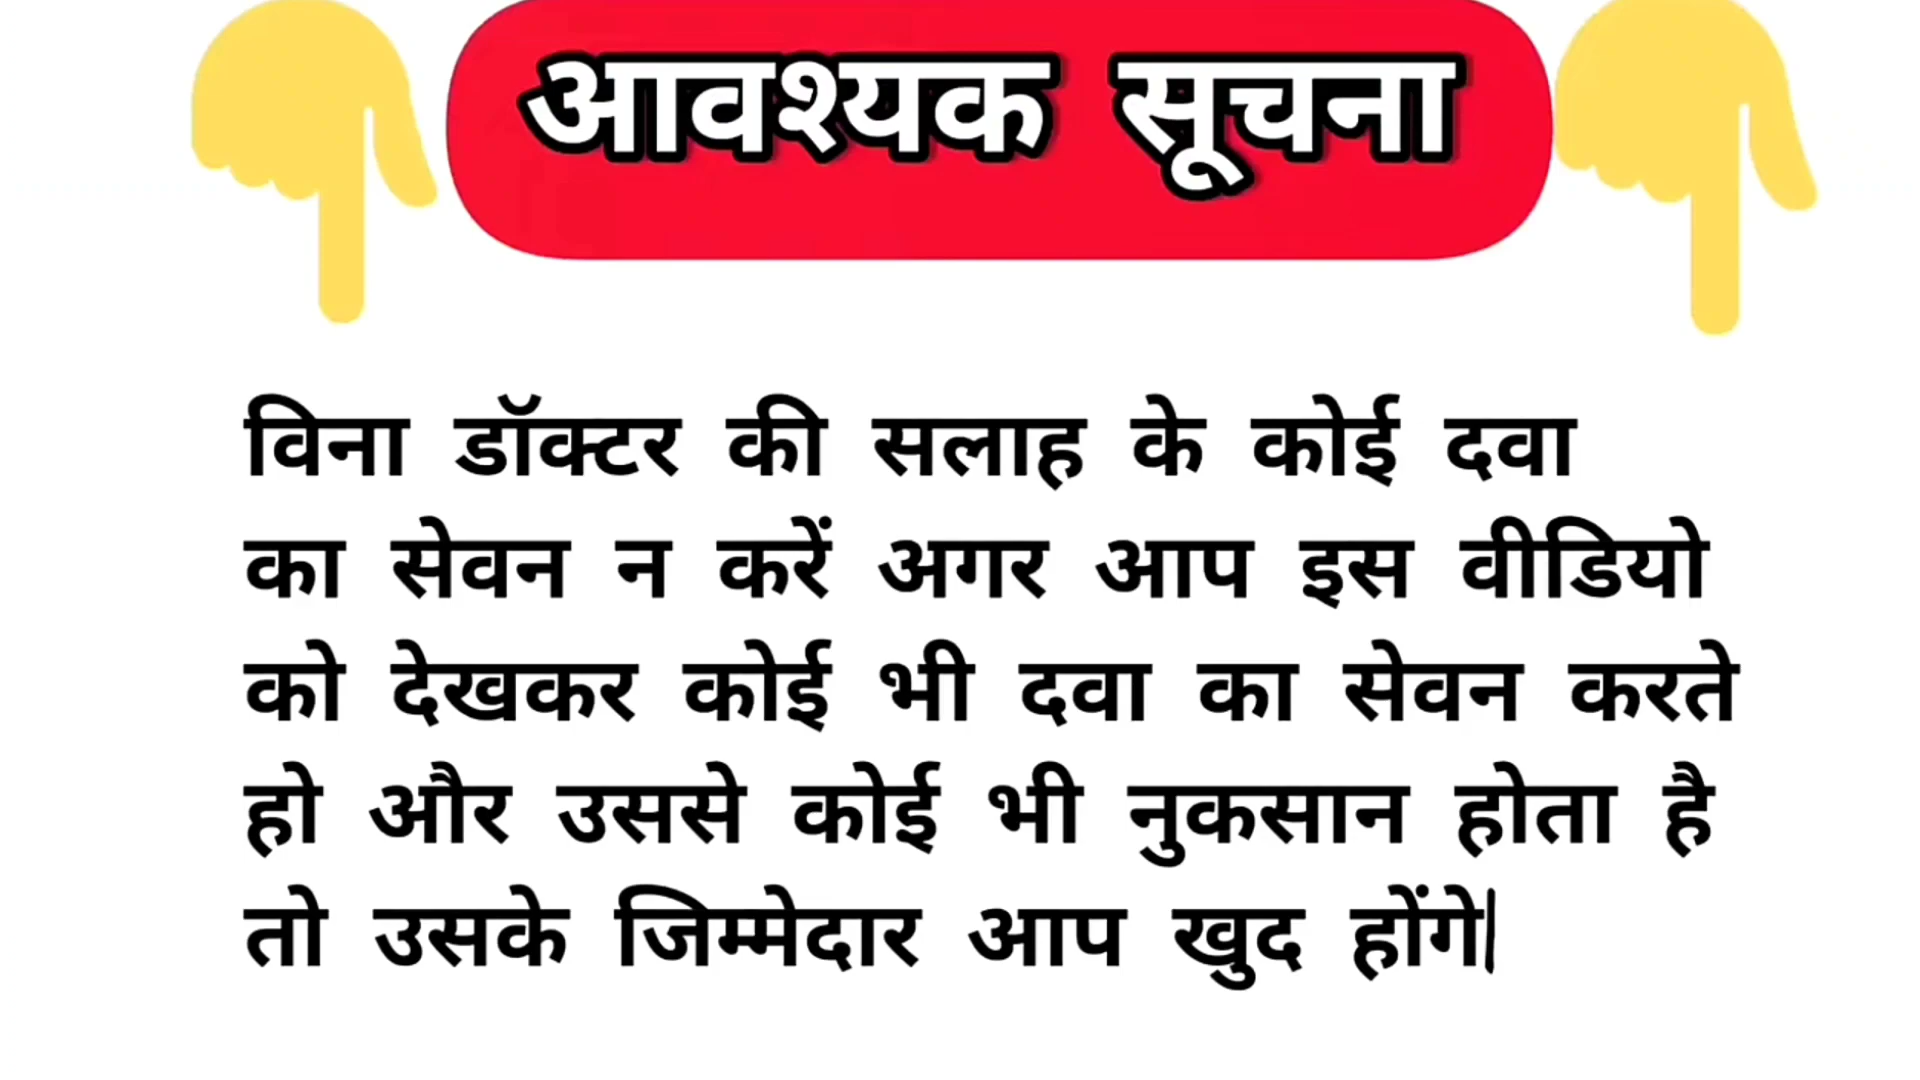 आवश्यक सूचना
विना डॉक्टर की सलाह के कोई दवा
का सेवन न करें अगर आप इस वीडियो
को देखकर कोई भी दवा का सेवन करते
हो और उससे कोई भी नुकसान होता है
तो उसके जिम्मेदार आप खुद होंगे|